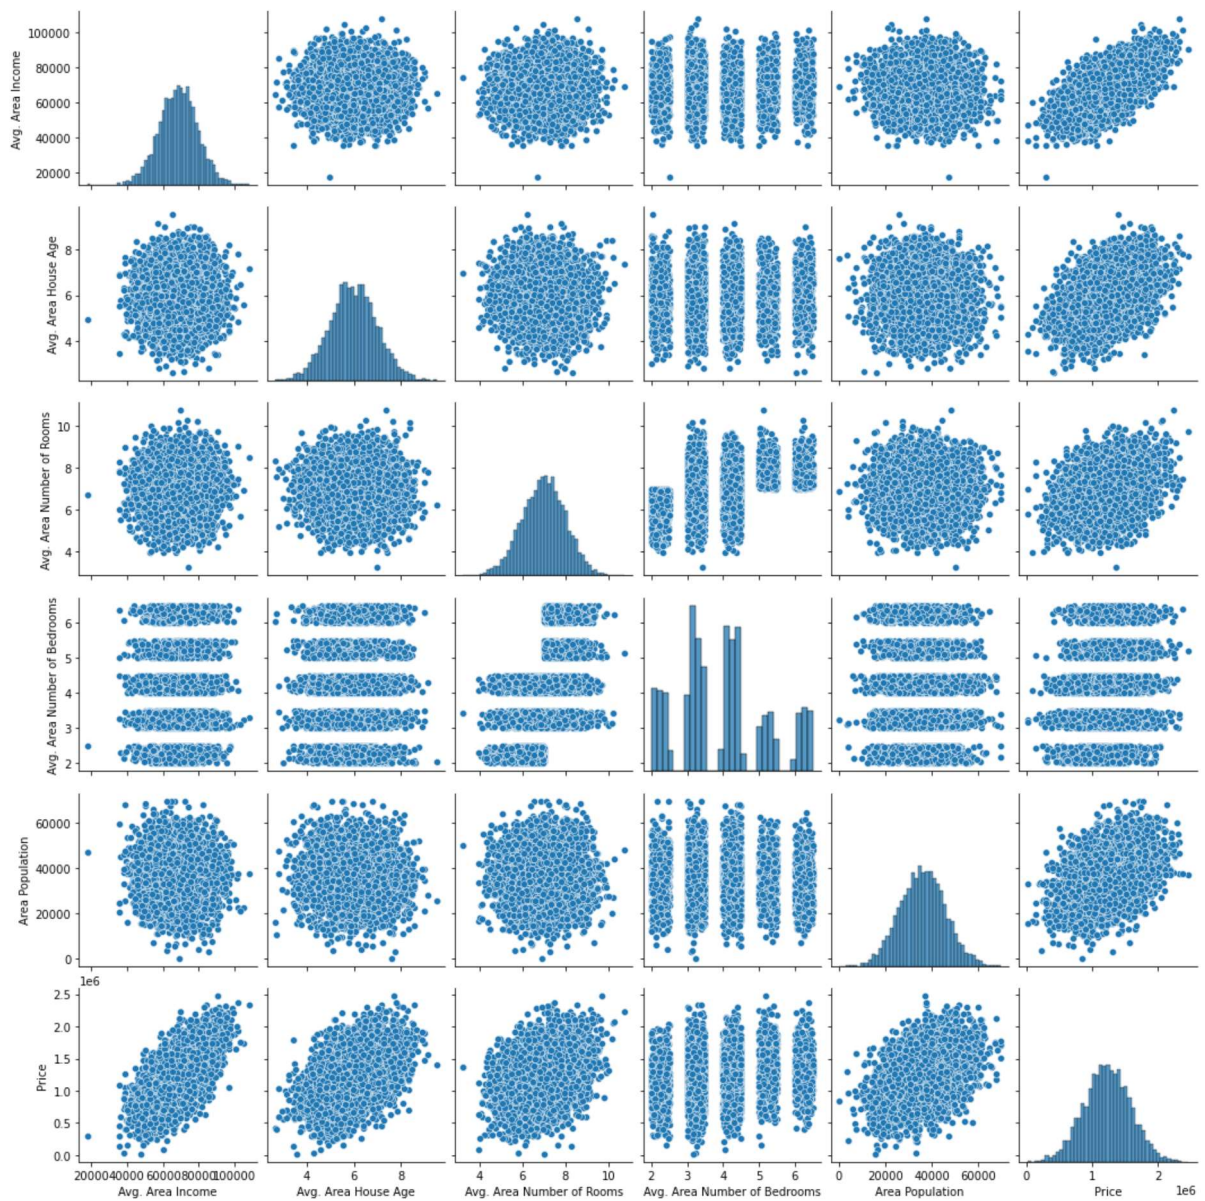 100000
80000
60000
40000
20000
Avg. Area Income
8
6
4
Avg. Area House Age
10
8
6
4
Avg. Area Number of Rooms
6
5
4
3
2
Avg. Area Number of Bedrooms
60000
40000
20000
0
Area Population
1e6
2.5
2.0
1.5
1.0
0.5
0.0
Price
20000 40000 60000 80000 100000
4 6 8
4 6 8 10
2 3 4 5 6
0 20000 40000 60000
0 1 2
1e6
Avg. Area Income
Avg. Area House Age
Avg. Area Number of Rooms
Avg. Area Number of Bedrooms
Area Population
Price